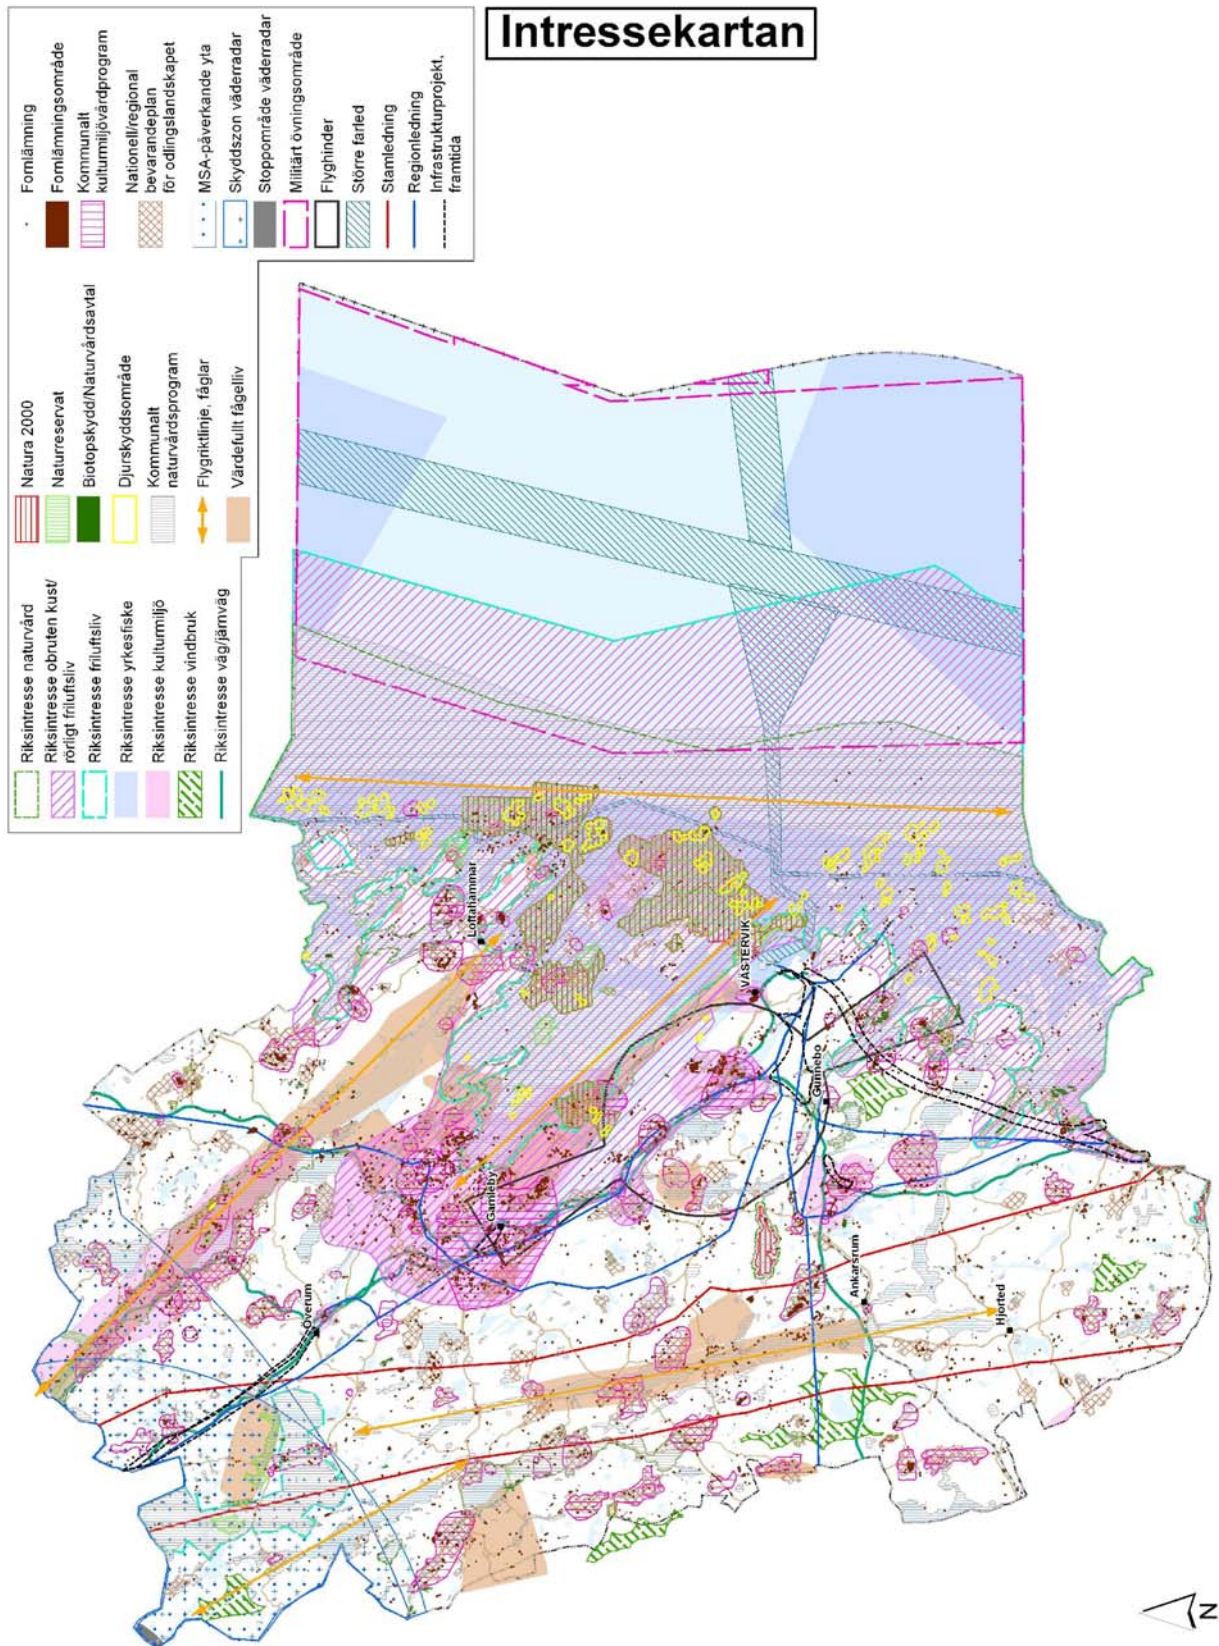 Intressekartan
Riksintresse naturvård
Riksintresse obruten kust/
rörligt friluftsliv
Riksintresse friluftsliv
Riksintresse yrkesfiske
Riksintresse kulturmiljö
Riksintresse vindbruk
Riksintresse väg/järnväg
Natura 2000
Naturreservat
Biotopskydd/Naturvårdsavtal
Djurskyddsområde
Kommunalt
naturvårdsprogram
Flygriktlinje, fåglar
Värdefullt fågelliv
Fornlämning
Fornlämningsområde
Kommunalt
kulturmiljövårdprogram
Nationell/regional
bevarandeplan
för odlingslandskapet
MSA-påverkande yta
Skyddszon väderradar
Stoppområde väderradar
Militärt övningsområde
Flyghinder
Större farled
Stamledning
Regionledning
Infrastrukturprojekt,
framtida
Loftahammar
VÄSTERVIK
Gunnebo
Gamleby
Överum
Ankarsrum
Hjorted
N